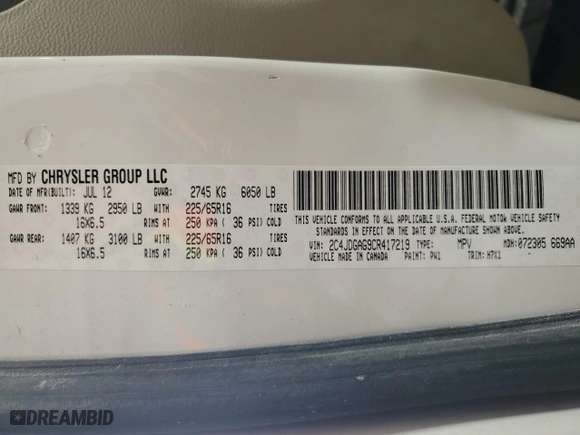 MFD BY CHRYSLER GROUP LLC
DATE OF MFR(BUILT): JUL 12 GVWR: 2745 KG 6050 LB
GAWR FRONT: 1339 KG 2950 LB WITH 225/65R16 TIRES
16X6.5 RIMS AT 250 KPA ( 36 PSI) COLD
GAWR REAR: 1407 KG 3100 LB WITH 225/65R16 TIRES
16X6.5 RIMS AT 250 KPA ( 36 PSI) COLD
THIS VEHICLE CONFORMS TO ALL APPLICABLE U.S.A. FEDERAL MOTOR VEHICLE SAFETY
STANDARDS IN EFFECT ON THE DATE OF MANUFACTURE SHOWN ABOVE
VIN: 2C4JDGAG9CR417219 TYPE: MPV MDH: 072305 669AA
VEHICLE MADE IN CANADA PAINT: PW1 TRIM: H7X1
DREAMBID